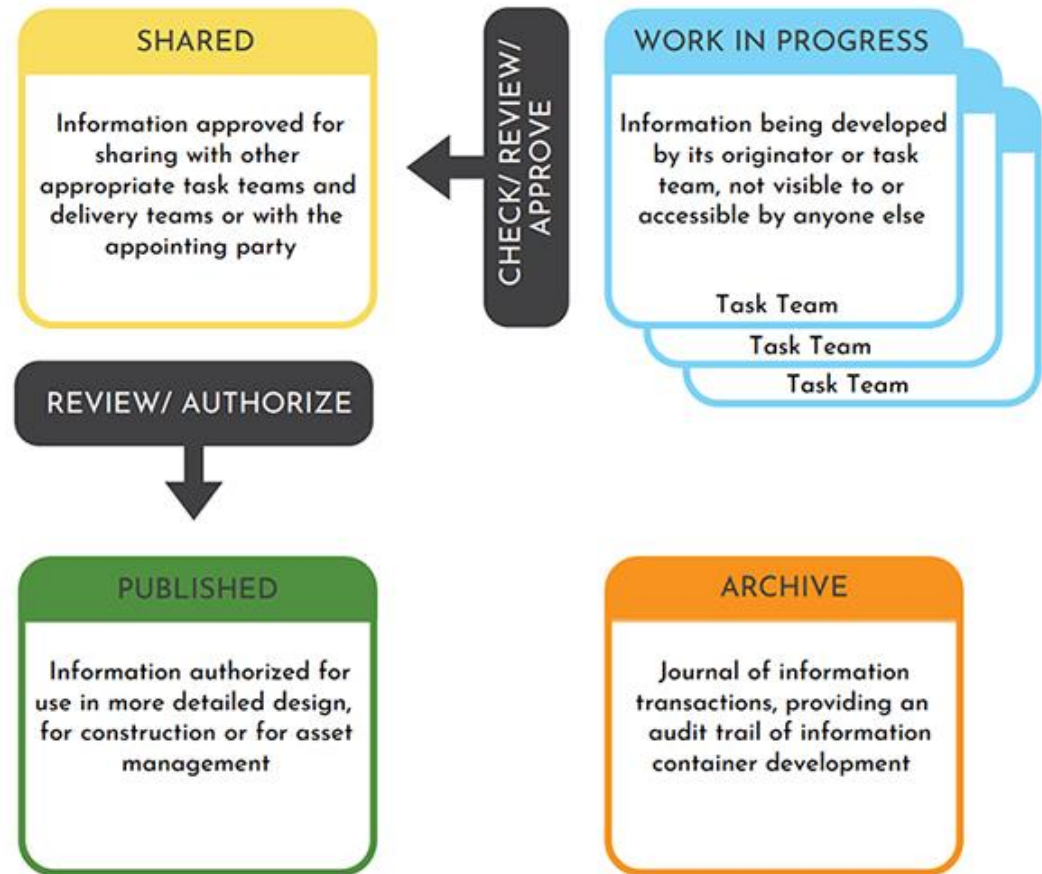 SHARED
Information approved for
sharing with other
appropriate task teams and
delivery teams or with the
appointing party
CHECK/ REVIEW/
APPROVE
WORK IN PROGRESS
Information being developed
by its originator or task
team, not visible to or
accessible by anyone else
Task Team
Task Team
Task Team
REVIEW/ AUTHORIZE
PUBLISHED
Information authorized for
use in more detailed design,
for construction or for asset
management
ARCHIVE
Journal of information
transactions, providing an
audit trail of information
container development